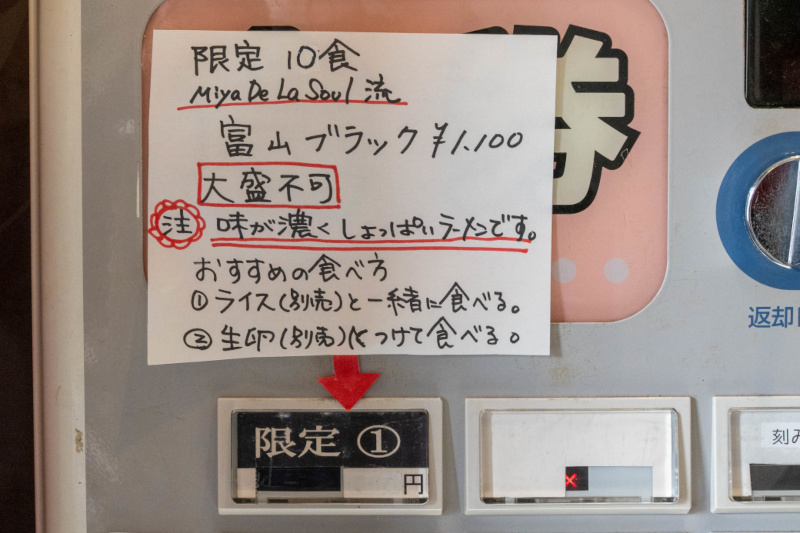 限定 10食
Miya De La Soul 流
富山ブラック ¥1,100
大盛不可
注 味が濃くしょっぱいラーメンです。
おすすめの食べ方
① ライス(別売)と一緒に食べる。
② 生卵(別売)につけて食べる。
返却
限定 ①
円
刻み